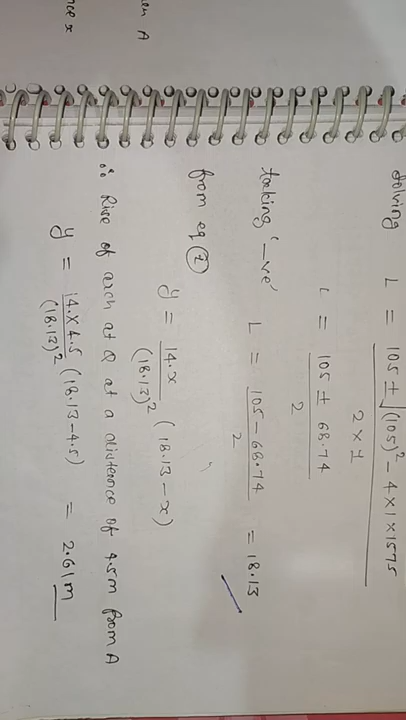 en A
nce x
solving L = 105 ± √(105)² - 4×1×1575 / 2×1
L = 105 ± 68.74 / 2
taking '-ve' L = 105 - 68.74 / 2 = 18.13
from eq ②
y = 14.x / (18.13)² (18.13 - x)
∴ Rise of arch at Q at a distance of 4.5m from A
y = 14×4.5 / (18.13)² (18.13 - 4.5) = 2.61m